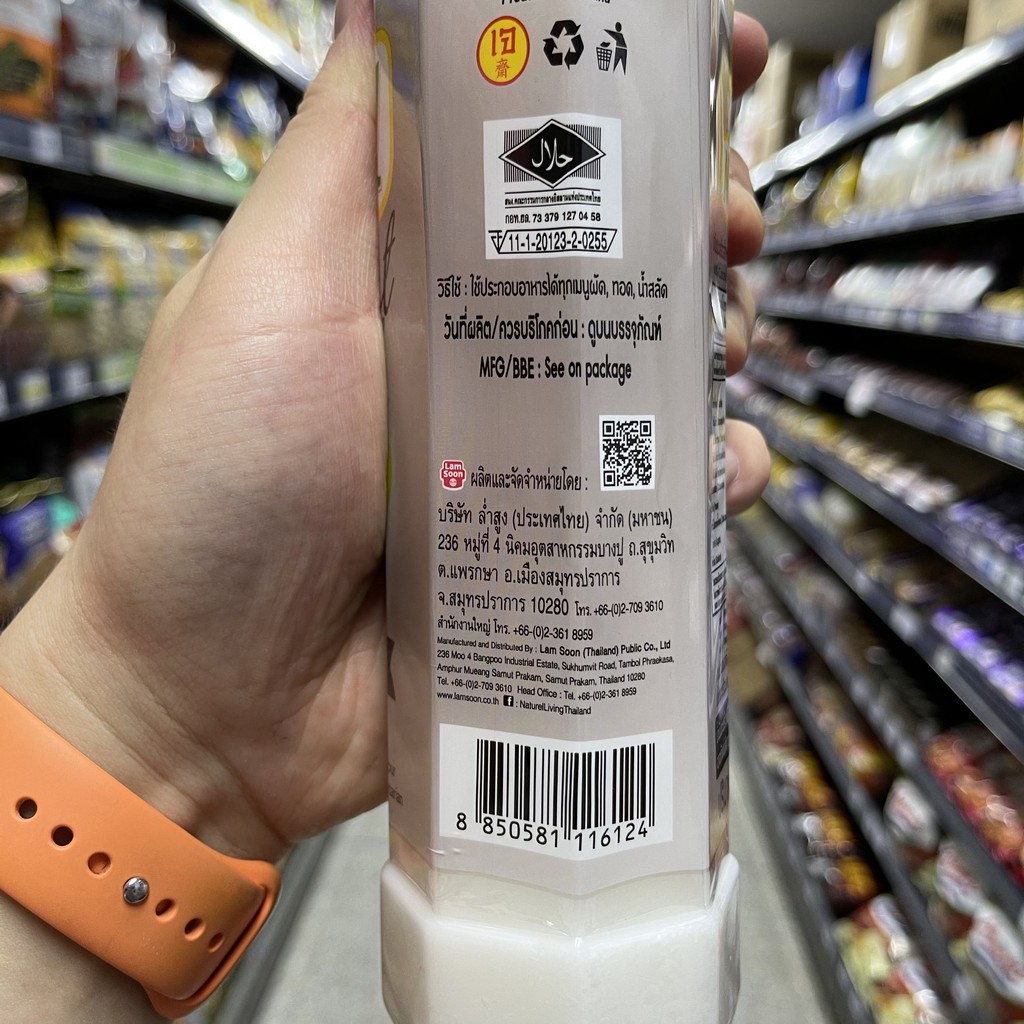 เจ
齋
حلال
สนง.คณะกรรมการกลางอิสลามแห่งประเทศไทย
กอท.ฮล. 73 379 127 04 58
11-1-20123-2-0255
วิธีใช้ : ใช้ประกอบอาหารได้ทุกเมนูผัด, ทอด, น้ำสลัด
วันที่ผลิต/ควรบริโภคก่อน : ดูบนบรรจุภัณฑ์
MFG/BBE : See on package
Lam
Soon
ผลิตและจัดจำหน่ายโดย :
บริษัท ล่ำสูง (ประเทศไทย) จำกัด (มหาชน)
236 หมู่ที่ 4 นิคมอุตสาหกรรมบางปู ถ.สุขุมวิท
ต.แพรกษา อ.เมืองสมุทรปราการ
จ.สมุทรปราการ 10280 โทร. +66-(0)2-709 3610
สำนักงานใหญ่ โทร. +66-(0)2-361 8959
Manufactured and Distributed By : Lam Soon (Thailand) Public Co., Ltd
236 Moo 4 Bangpoo Industrial Estate, Sukhumvit Road, Tambol Phraekasa,
Amphur Mueang Samut Prakarn, Samut Prakarn, Thailand 10280
Tel. +66-(0)2-709 3610 Head Office : Tel. +66-(0)2-361 8959
www.lamsoon.co.th f : NaturelLivingThailand
8 850581 116124